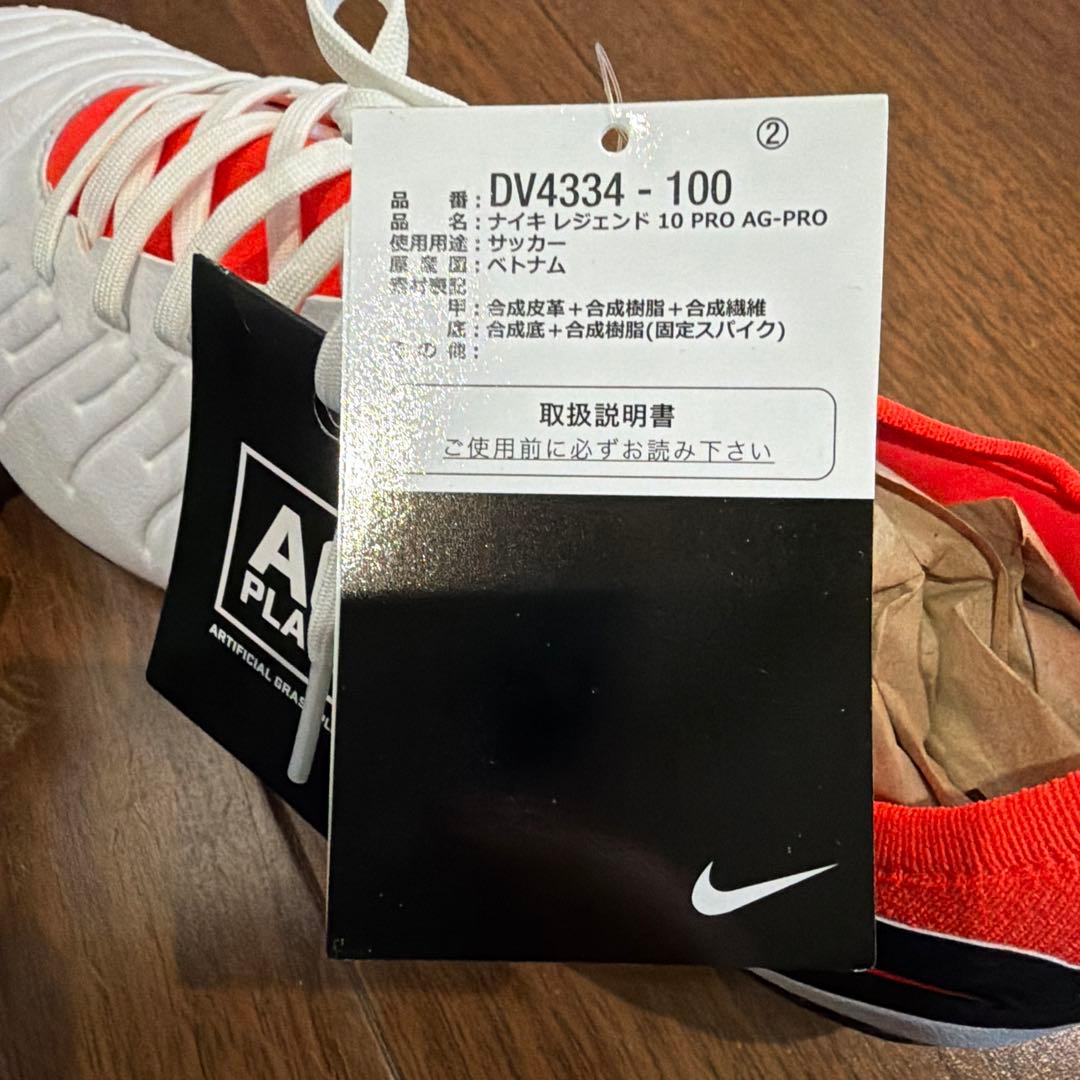 ②
品 番：DV4334 - 100
品 名：ナイキ レジェンド 10 PRO AG-PRO
使用用途：サッカー
原産国：ベトナム
素材表記
甲：合成皮革＋合成樹脂＋合成繊維
底：合成底＋合成樹脂(固定スパイク)
その他：
取扱説明書
ご使用前に必ずお読み下さい
PLA
ARTIFICIAL GRAS